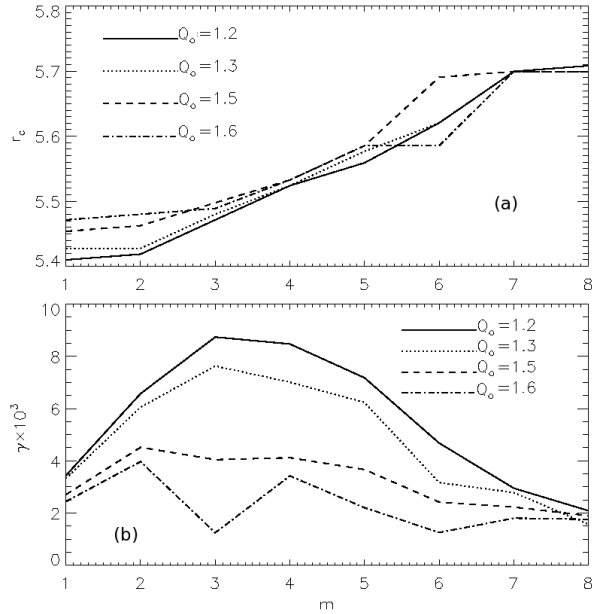 5.8
5.7
5.6
5.5
5.4
r_c
Q_o=1.2
Q_o=1.3
Q_o=1.5
Q_o=1.6
(a)
1 2 3 4 5 6 7 8
10
8
6
4
2
0
γ×10³
Q_o=1.2
Q_o=1.3
Q_o=1.5
Q_o=1.6
(b)
1 2 3 4 5 6 7 8
m